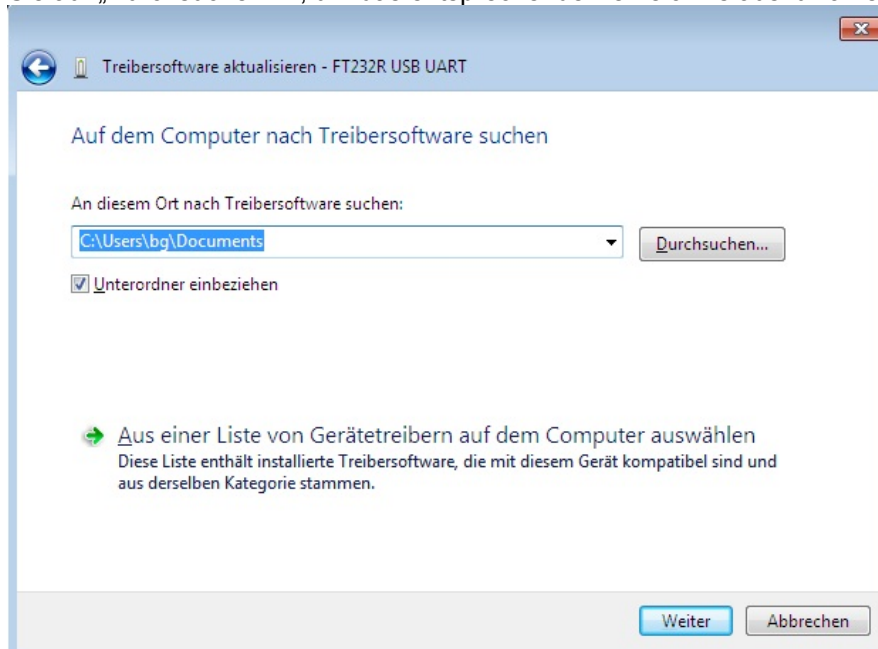 Treibersoftware aktualisieren - FT232R USB UART
Auf dem Computer nach Treibersoftware suchen
An diesem Ort nach Treibersoftware suchen:
C:\Users\bg\Documents
Durchsuchen...
Unterordner einbeziehen
Aus einer Liste von Gerätetreibern auf dem Computer auswählen
Diese Liste enthält installierte Treibersoftware, die mit diesem Gerät kompatibel sind und
aus derselben Kategorie stammen.
Weiter Abbrechen